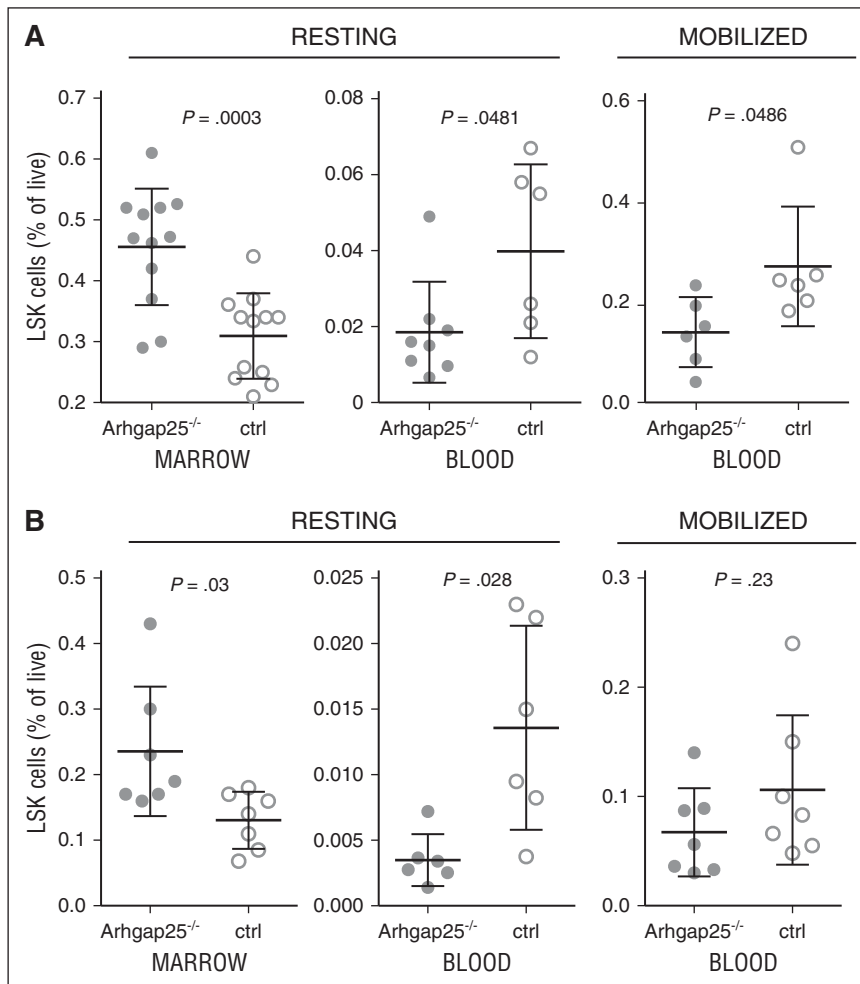 A
RESTING
MOBILIZED
LSK cells (% of live)
0.7
0.6
0.5
0.4
0.3
0.2
P = .0003
Arhgap25-/-
ctrl
MARROW
0.08
0.06
0.04
0.02
0
P = .0481
Arhgap25-/-
ctrl
BLOOD
0.6
0.4
0.2
0.0
P = .0486
Arhgap25-/-
ctrl
BLOOD
B
RESTING
MOBILIZED
LSK cells (% of live)
0.5
0.4
0.3
0.2
0.1
0.0
P = .03
Arhgap25-/-
ctrl
MARROW
0.025
0.020
0.015
0.010
0.005
0.000
P = .028
Arhgap25-/-
ctrl
BLOOD
0.3
0.2
0.1
0.0
P = .23
Arhgap25-/-
ctrl
BLOOD